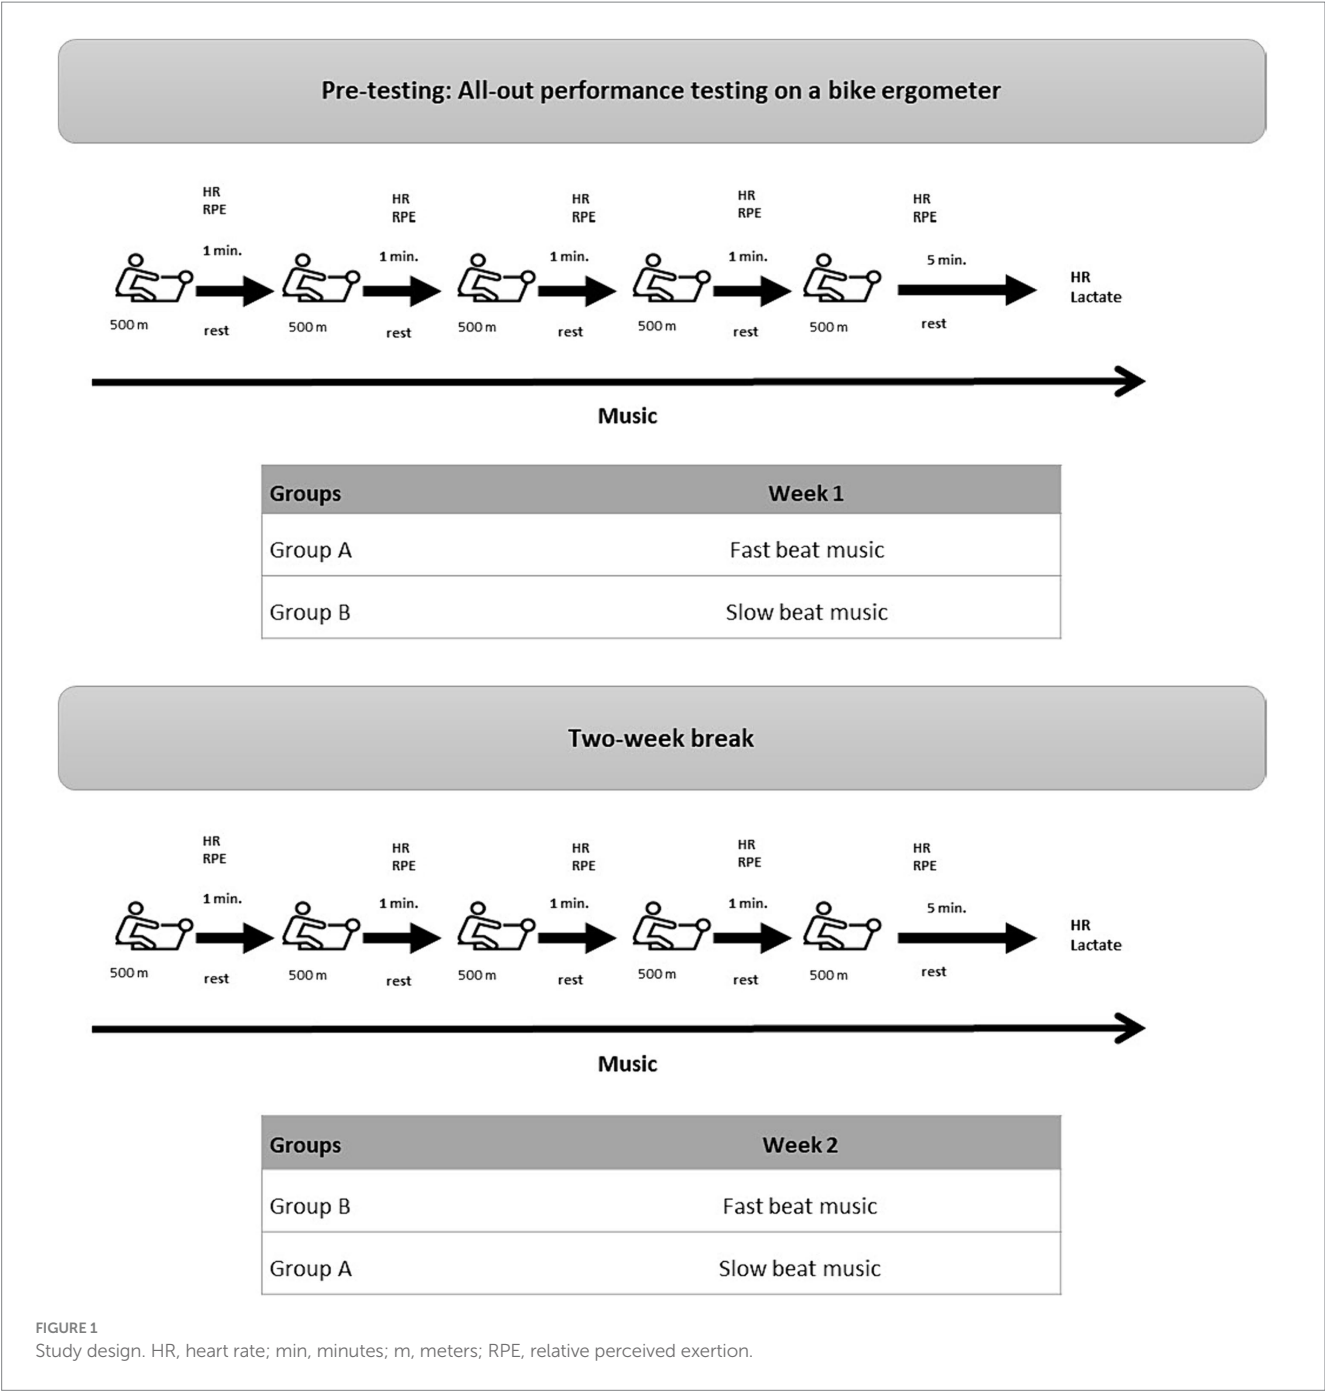 Pre-testing: All-out performance testing on a bike ergometer
HR
RPE
HR
RPE
HR
RPE
HR
RPE
HR
RPE
1 min.
1 min.
1 min.
1 min.
5 min.
HR
Lactate
500 m
rest
500 m
rest
500 m
rest
500 m
rest
500 m
rest
Music
Groups Week 1
Group A Fast beat music
Group B Slow beat music
Two-week break
HR
RPE
HR
RPE
HR
RPE
HR
RPE
HR
RPE
1 min.
1 min.
1 min.
1 min.
5 min.
HR
Lactate
500 m
rest
500 m
rest
500 m
rest
500 m
rest
500 m
rest
Music
Groups Week 2
Group B Fast beat music
Group A Slow beat music
FIGURE 1
Study design. HR, heart rate; min, minutes; m, meters; RPE, relative perceived exertion.